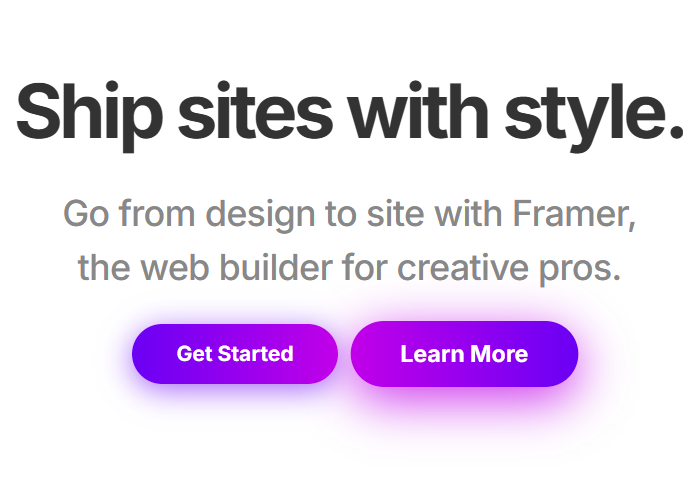 Ship sites with style.
Go from design to site with Framer,
the web builder for creative pros.
Get Started
Learn More